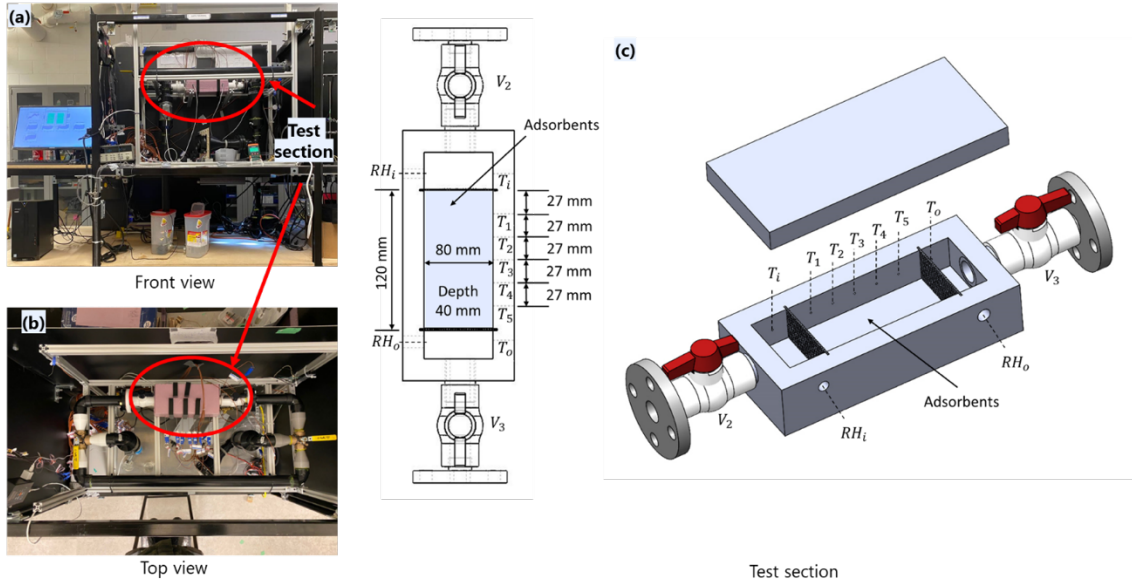 (a)
Test
section
Front view
(b)
Top view
V2
Adsorbents
RHi
Ti
27 mm
T1
27 mm
T2
27 mm
80 mm
T3
120 mm
27 mm
Depth
T4
40 mm
27 mm
T5
RHo
To
V3
(c)
To
T5
T4
T3
T2
T1
Ti
V3
RHo
Adsorbents
V2
RHi
Test section